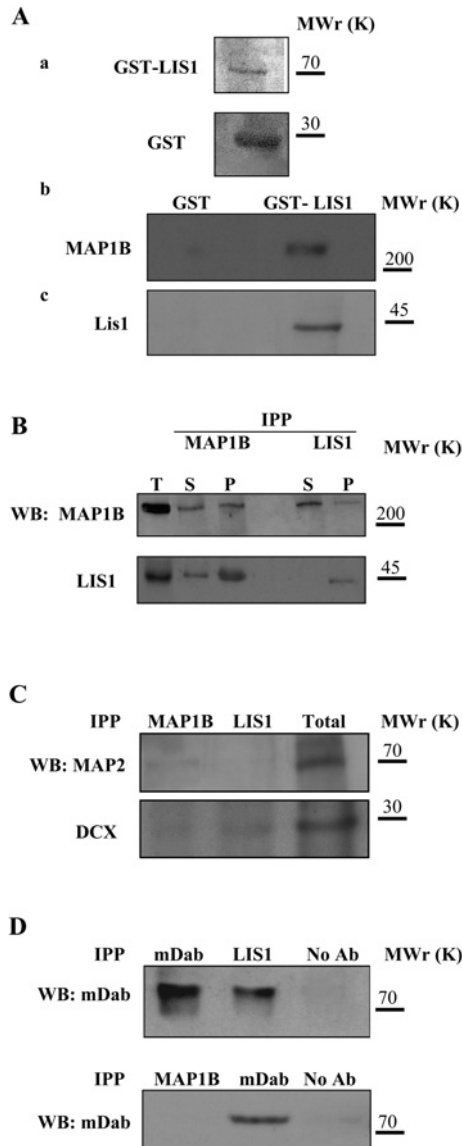 A
MWr (K)
a
GST-LIS1
70
GST
30
b
GST GST- LIS1 MWr (K)
MAP1B
200
c
Lis1
45
B
IPP
MAP1B LIS1 MWr (K)
T S P S P
WB: MAP1B
200
LIS1
45
C
IPP MAP1B LIS1 Total MWr (K)
WB: MAP2
70
DCX
30
D
IPP mDab LIS1 No Ab MWr (K)
WB: mDab
70
IPP MAP1B mDab No Ab
WB: mDab
70